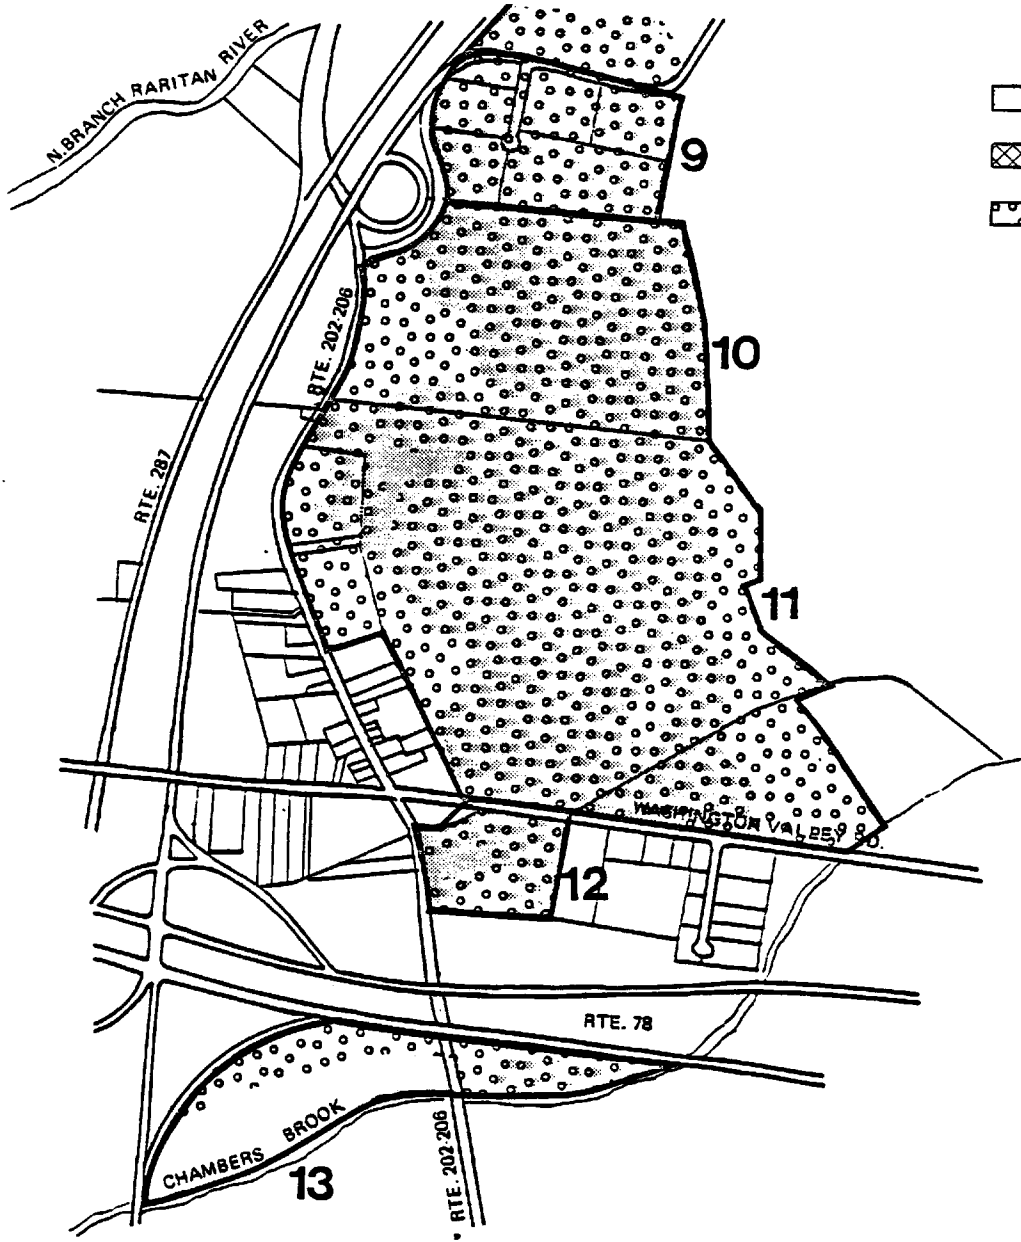 N. BRANCH RARITAN RIVER
9
RTE. 202-206
10
RTE. 287
11
WASHINGTON VALLEY RD.
12
RTE. 78
CHAMBERS BROOK
13
RTE. 202-206